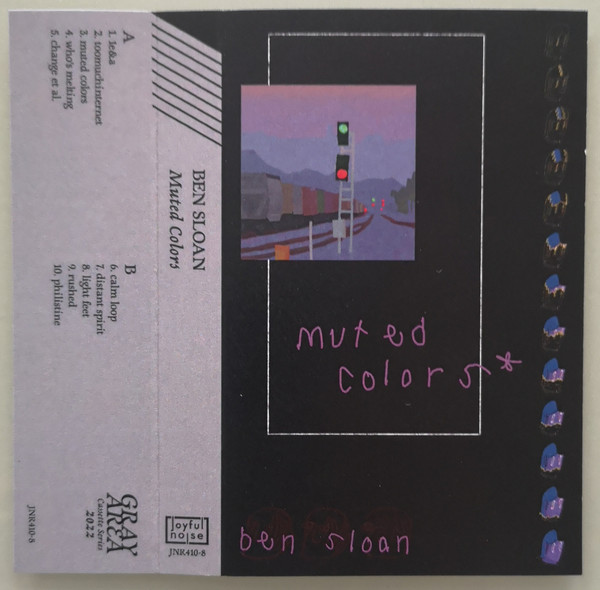 A
1. 1e&a
2. toomuchinternet
3. muted colors
4. who's melting
5. change et al.
B
6. calm loop
7. distant spirit
8. light feet
9. rushed
10. philistine
GRAY
AREA
Cassette Series
2022
JNR410-8
BEN SLOAN
Muted Colors
joyful
noise
JNR410-8
muted
colors*
ben sloan